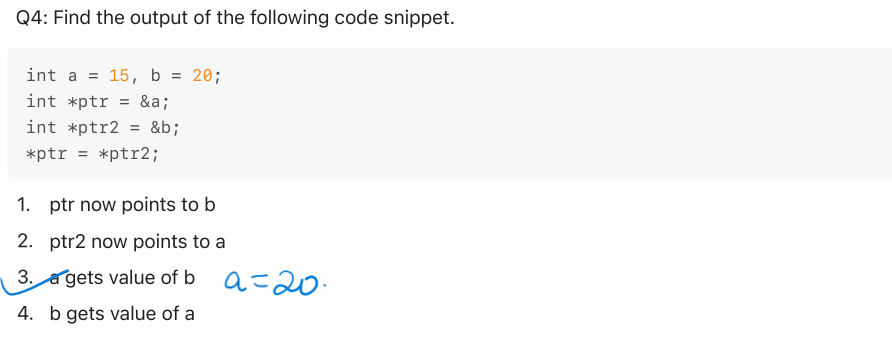 Q4: Find the output of the following code snippet.
int a = 15, b = 20;
int *ptr = &a;
int *ptr2 = &b;
*ptr = *ptr2;
1. ptr now points to b
2. ptr2 now points to a
3. a gets value of b a=20.
4. b gets value of a